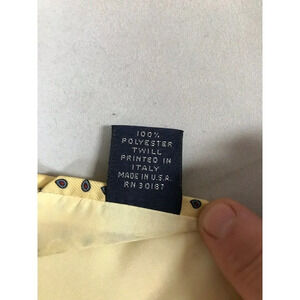 100%
POLYESTER
TWILL
PRINTED IN
ITALY
MADE IN U.S.A.
RN 30187